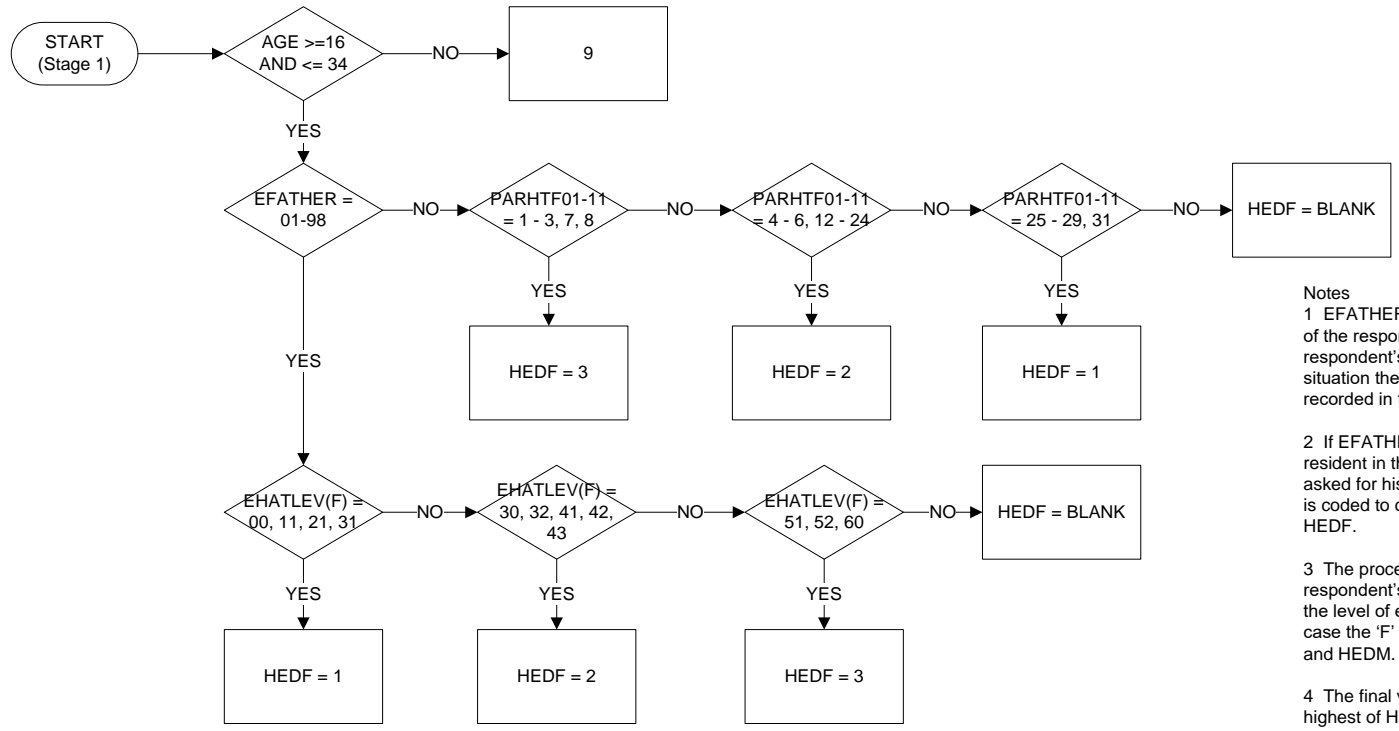 START
(Stage 1)
AGE >=16
AND <= 34
NO
9
YES
EFATHER =
01-98
NO
PARHTF01-11
= 1 - 3, 7, 8
NO
PARHTF01-11
= 4 - 6, 12 - 24
NO
PARHTF01-11
= 25 - 29, 31
NO
HEDF = BLANK
YES
YES
YES
YES
HEDF = 3
HEDF = 2
HEDF = 1
EHATLEV(F) =
00, 11, 21, 31
NO
EHATLEV(F) =
30, 32, 41, 42,
43
NO
EHATLEV(F) =
51, 52, 60
NO
HEDF = BLANK
YES
YES
YES
HEDF = 1
HEDF = 2
HEDF = 3
Notes
1 EFATHER
of the
respondent's
situation the
recorded in
2 If
resident in
asked for his
is coded to
HEDF.
3 The
respondent's
the level of
case the ‘F’
and HEDM.
4 The final
highest of